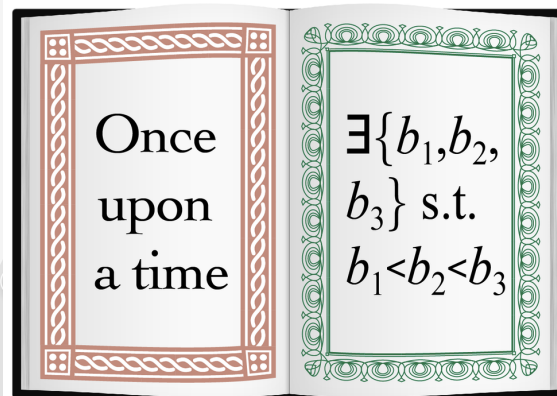 Once
upon
a time
∃{b₁,b₂,
b₃} s.t.
b₁<b₂<b₃